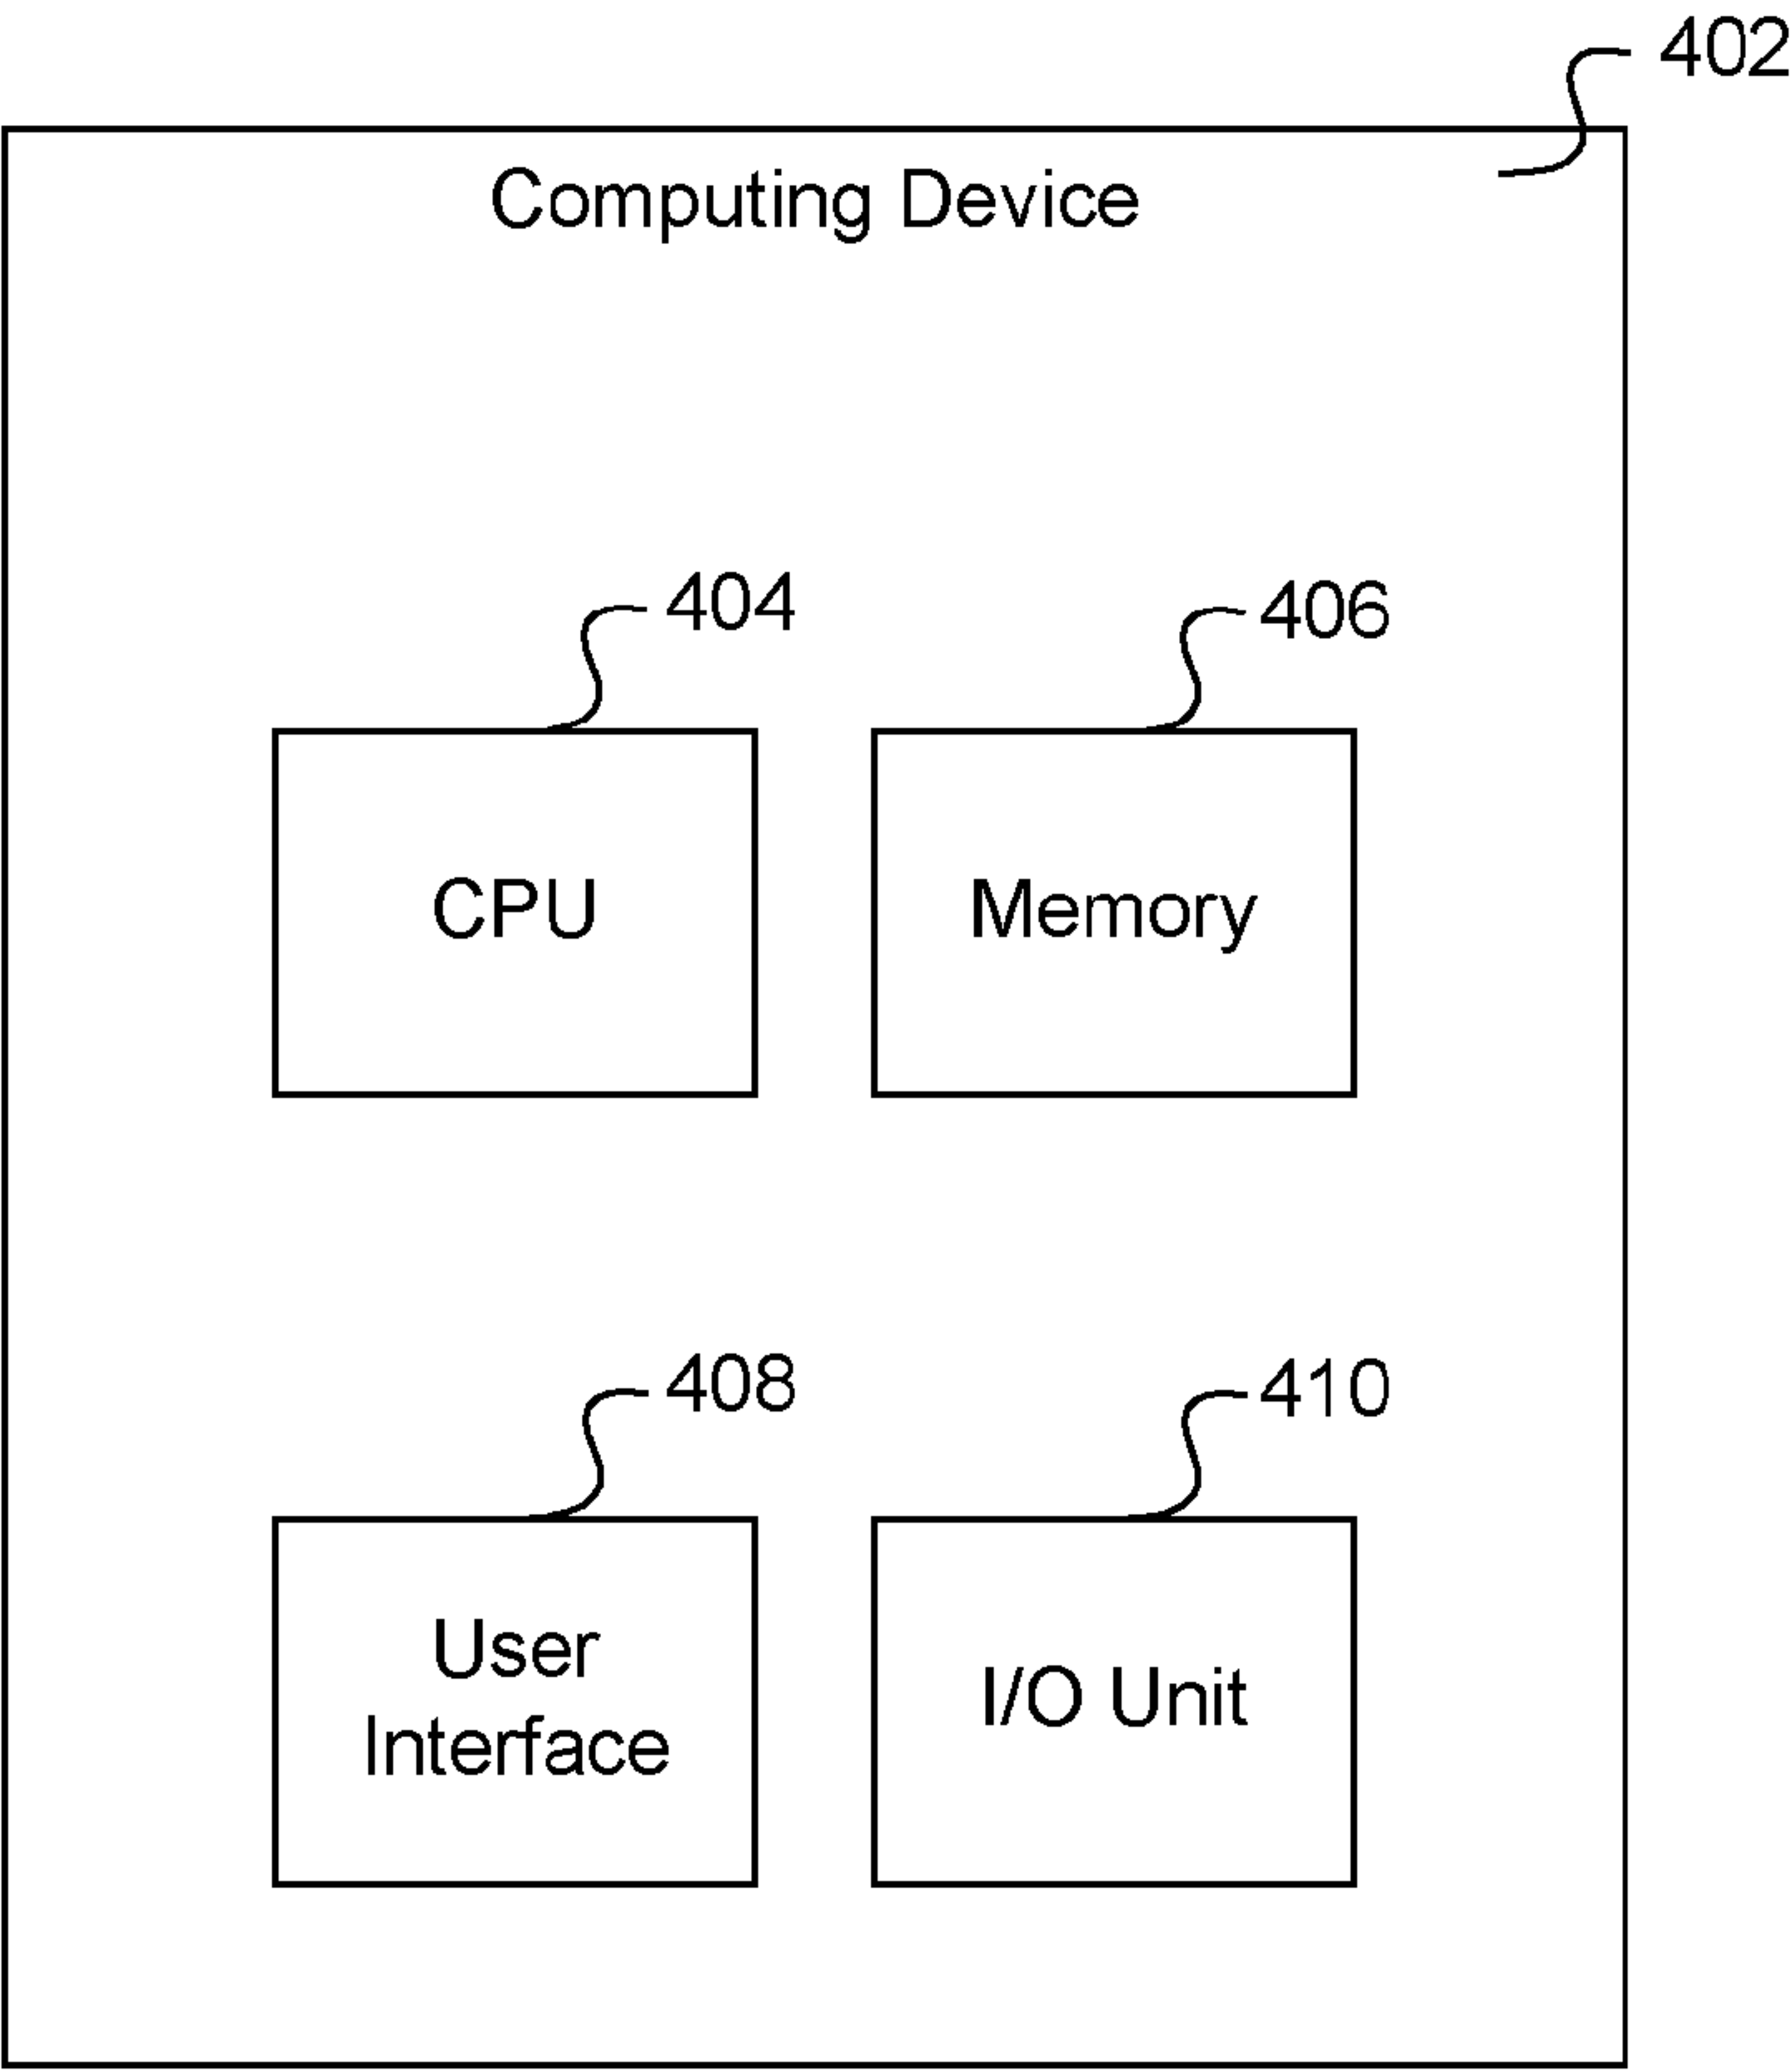 402
Computing Device
404
406
CPU
Memory
408
410
User
Interface
I/O Unit